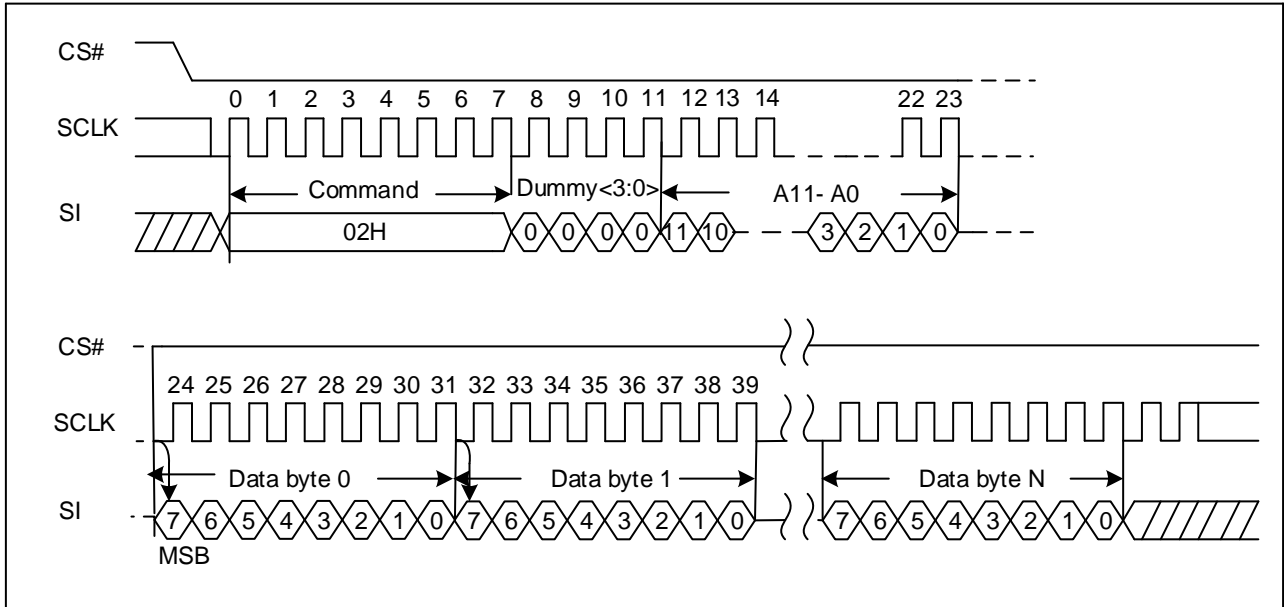 CS#
0 1 2 3 4 5 6 7 8 9 10 11 12 13 14 22 23
SCLK
Command Dummy<3:0> A11- A0
SI
02H 0 0 0 0 11 10 3 2 1 0
CS#
24 25 26 27 28 29 30 31 32 33 34 35 36 37 38 39
SCLK
Data byte 0 Data byte 1 Data byte N
SI
7 6 5 4 3 2 1 0 7 6 5 4 3 2 1 0 7 6 5 4 3 2 1 0
MSB